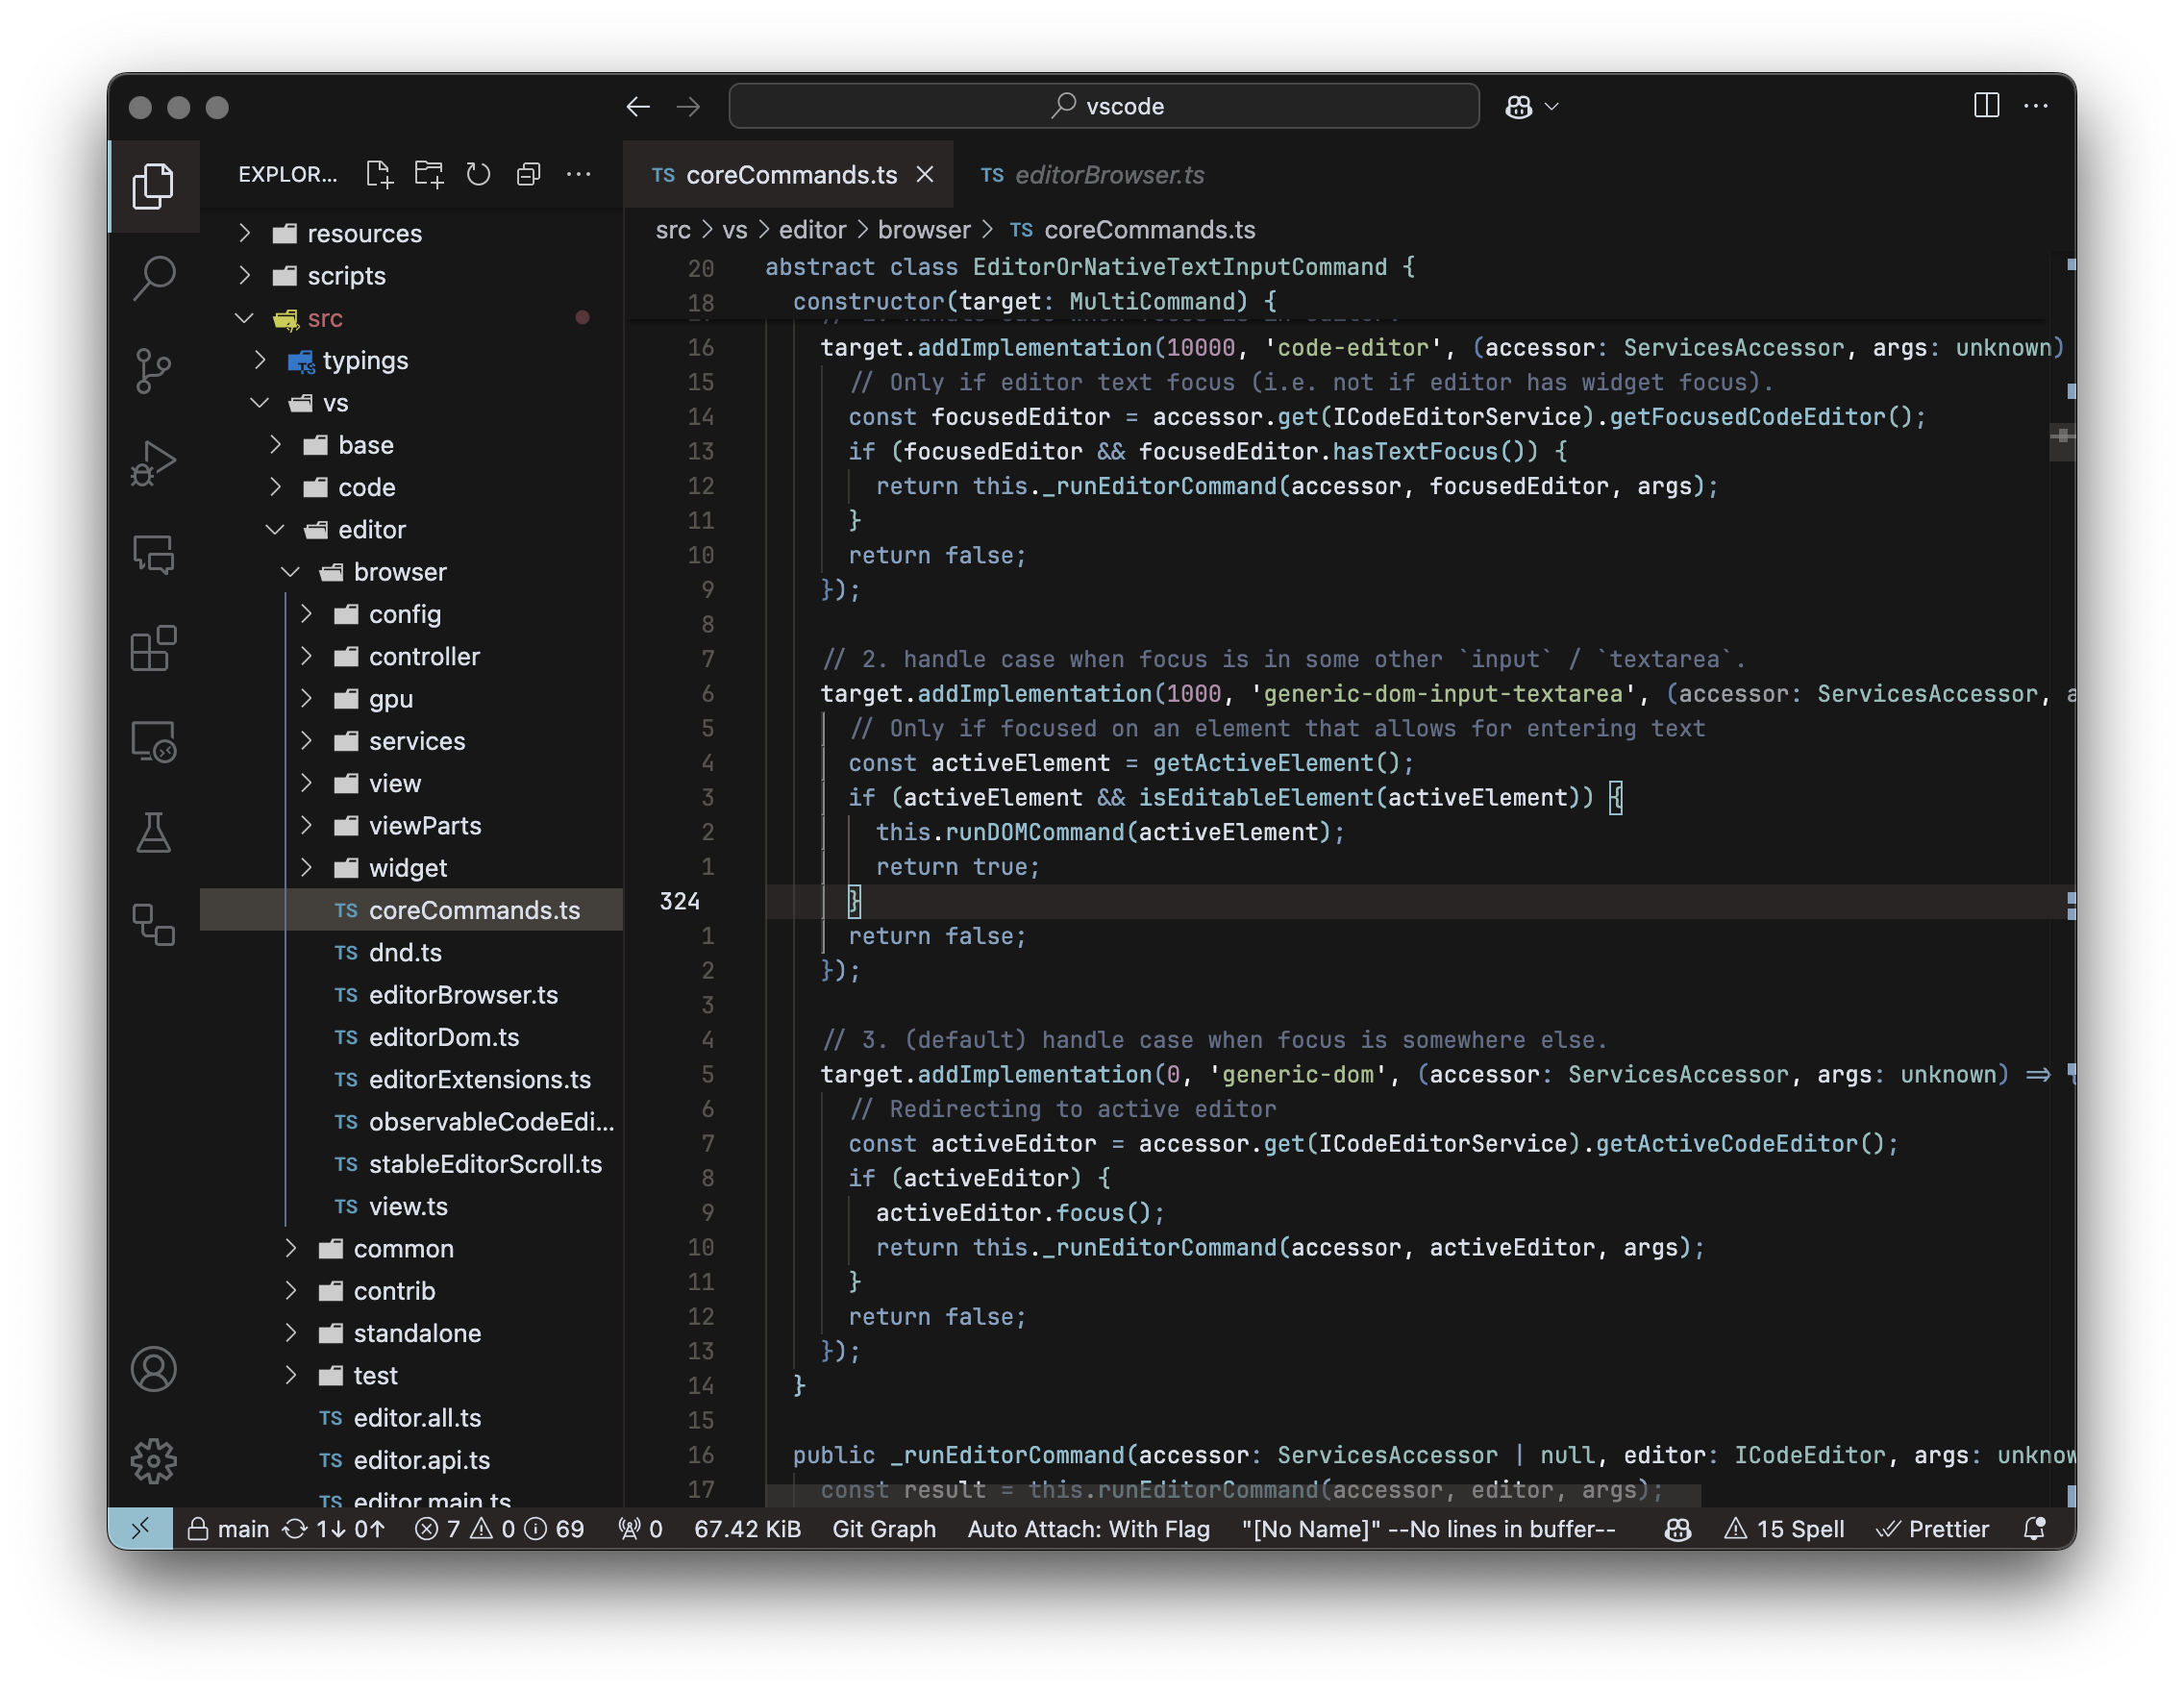 vscode
EXPLOR...
resources
scripts
src
typings
vs
base
code
editor
browser
config
controller
gpu
services
view
viewParts
widget
TS coreCommands.ts
TS dnd.ts
TS editorBrowser.ts
TS editorDom.ts
TS editorExtensions.ts
TS observableCodeEdi...
TS stableEditorScroll.ts
TS view.ts
common
contrib
standalone
test
TS editor.all.ts
TS editor.api.ts
TS editor.main.ts
TS coreCommands.ts
TS editorBrowser.ts
src > vs > editor > browser > TS coreCommands.ts
20 abstract class EditorOrNativeTextInputCommand {
18 constructor(target: MultiCommand) {
16 target.addImplementation(10000, 'code-editor', (accessor: ServicesAccessor, args: unknown)
15 // Only if editor text focus (i.e. not if editor has widget focus).
14 const focusedEditor = accessor.get(ICodeEditorService).getFocusedCodeEditor();
13 if (focusedEditor && focusedEditor.hasTextFocus()) {
12 return this._runEditorCommand(accessor, focusedEditor, args);
11 }
10 return false;
9 });
8
7 // 2. handle case when focus is in some other `input` / `textarea`.
6 target.addImplementation(1000, 'generic-dom-input-textarea', (accessor: ServicesAccessor,
5 // Only if focused on an element that allows for entering text
4 const activeElement = getActiveElement();
3 if (activeElement && isEditableElement(activeElement)) {
2 this.runDOMCommand(activeElement);
1 return true;
324 }
1 return false;
2 });
3
4 // 3. (default) handle case when focus is somewhere else.
5 target.addImplementation(0, 'generic-dom', (accessor: ServicesAccessor, args: unknown) => {
6 // Redirecting to active editor
7 const activeEditor = accessor.get(ICodeEditorService).getActiveCodeEditor();
8 if (activeEditor) {
9 activeEditor.focus();
10 return this._runEditorCommand(accessor, activeEditor, args);
11 }
12 return false;
13 });
14 }
15
16 public _runEditorCommand(accessor: ServicesAccessor | null, editor: ICodeEditor, args: unknow
17 const result = this.runEditorCommand(accessor, editor, args);
main 1↓ 0↑ 7 0 69 0 67.42 KiB Git Graph Auto Attach: With Flag "[No Name]" --No lines in buffer-- 15 Spell Prettier